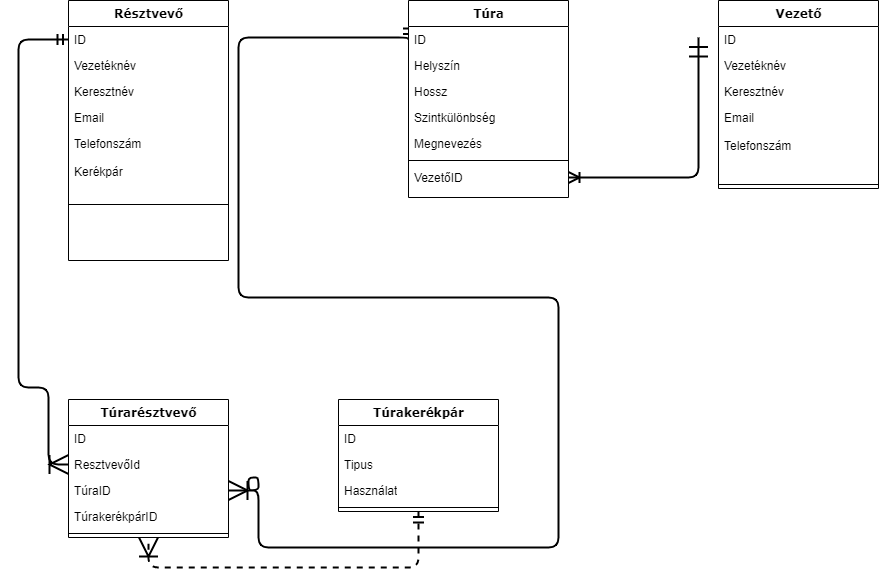 Résztvevő
ID
Vezetéknév
Keresztnév
Email
Telefonszám
Kerékpár
Túra
ID
Helyszín
Hossz
Szintkülönbség
Megnevezés
VezetőID
Vezető
ID
Vezetéknév
Keresztnév
Email
Telefonszám
Túrarésztvevő
ID
ResztvevőId
TúraID
TúrakerékpárID
Túrakerékpár
ID
Tipus
Használat